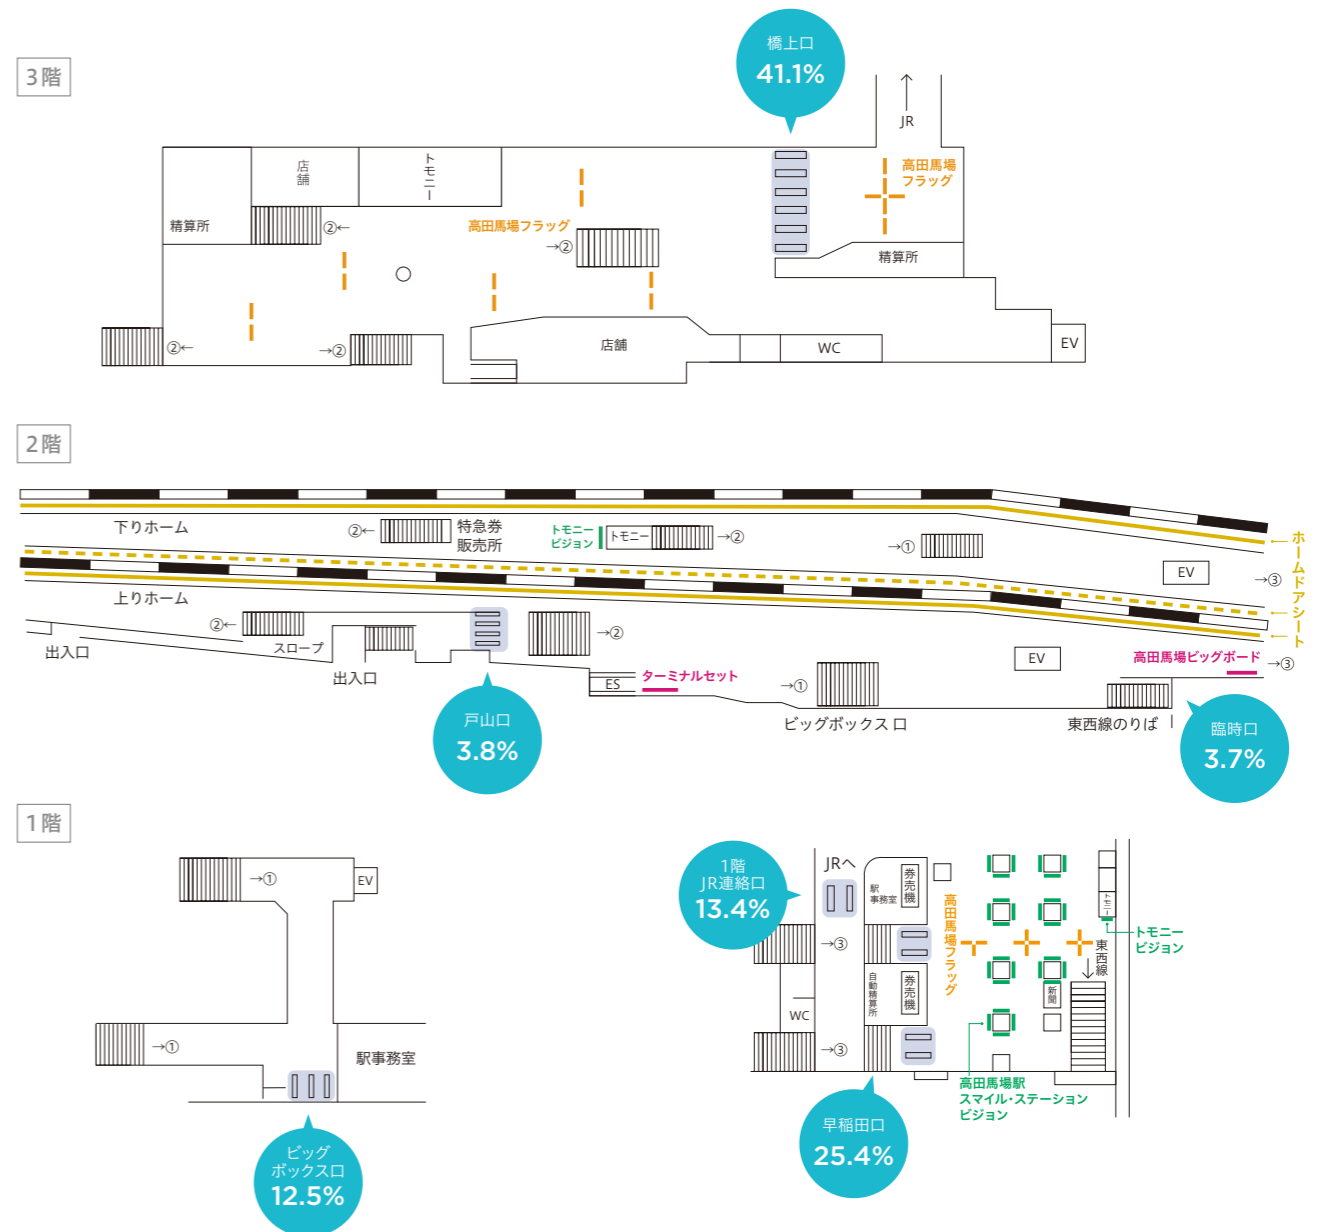 3階
橋上口
41.1%
JR
店舗
トモニー
高田馬場
フラッグ
精算所
②←
高田馬場フラッグ
→②
精算所
②←
→②
店舗
WC
EV
2階
下りホーム
②←
特急券
販売所
トモニー
ビジョン
トモニー
→②
→①
EV
→③
ホームドアシート
上りホーム
②←
スロープ
→②
出入口
出入口
ES
ターミナルセット
→①
EV
高田馬場ビッグボード
→③
ビッグボックス 口
東西線のりば
戸山口
3.8%
臨時口
3.7%
1階
→①
EV
→①
駅事務室
ビッグ
ボックス口
12.5%
1階
JR連絡口
13.4%
JRへ
駅
事務室
券売機
→③
高田馬場フラッグ
トモニー
トモニー
ビジョン
東西線
自動精算所
券売機
新聞
WC
→③
高田馬場駅
スマイル・ステーション
ビジョン
早稲田口
25.4%